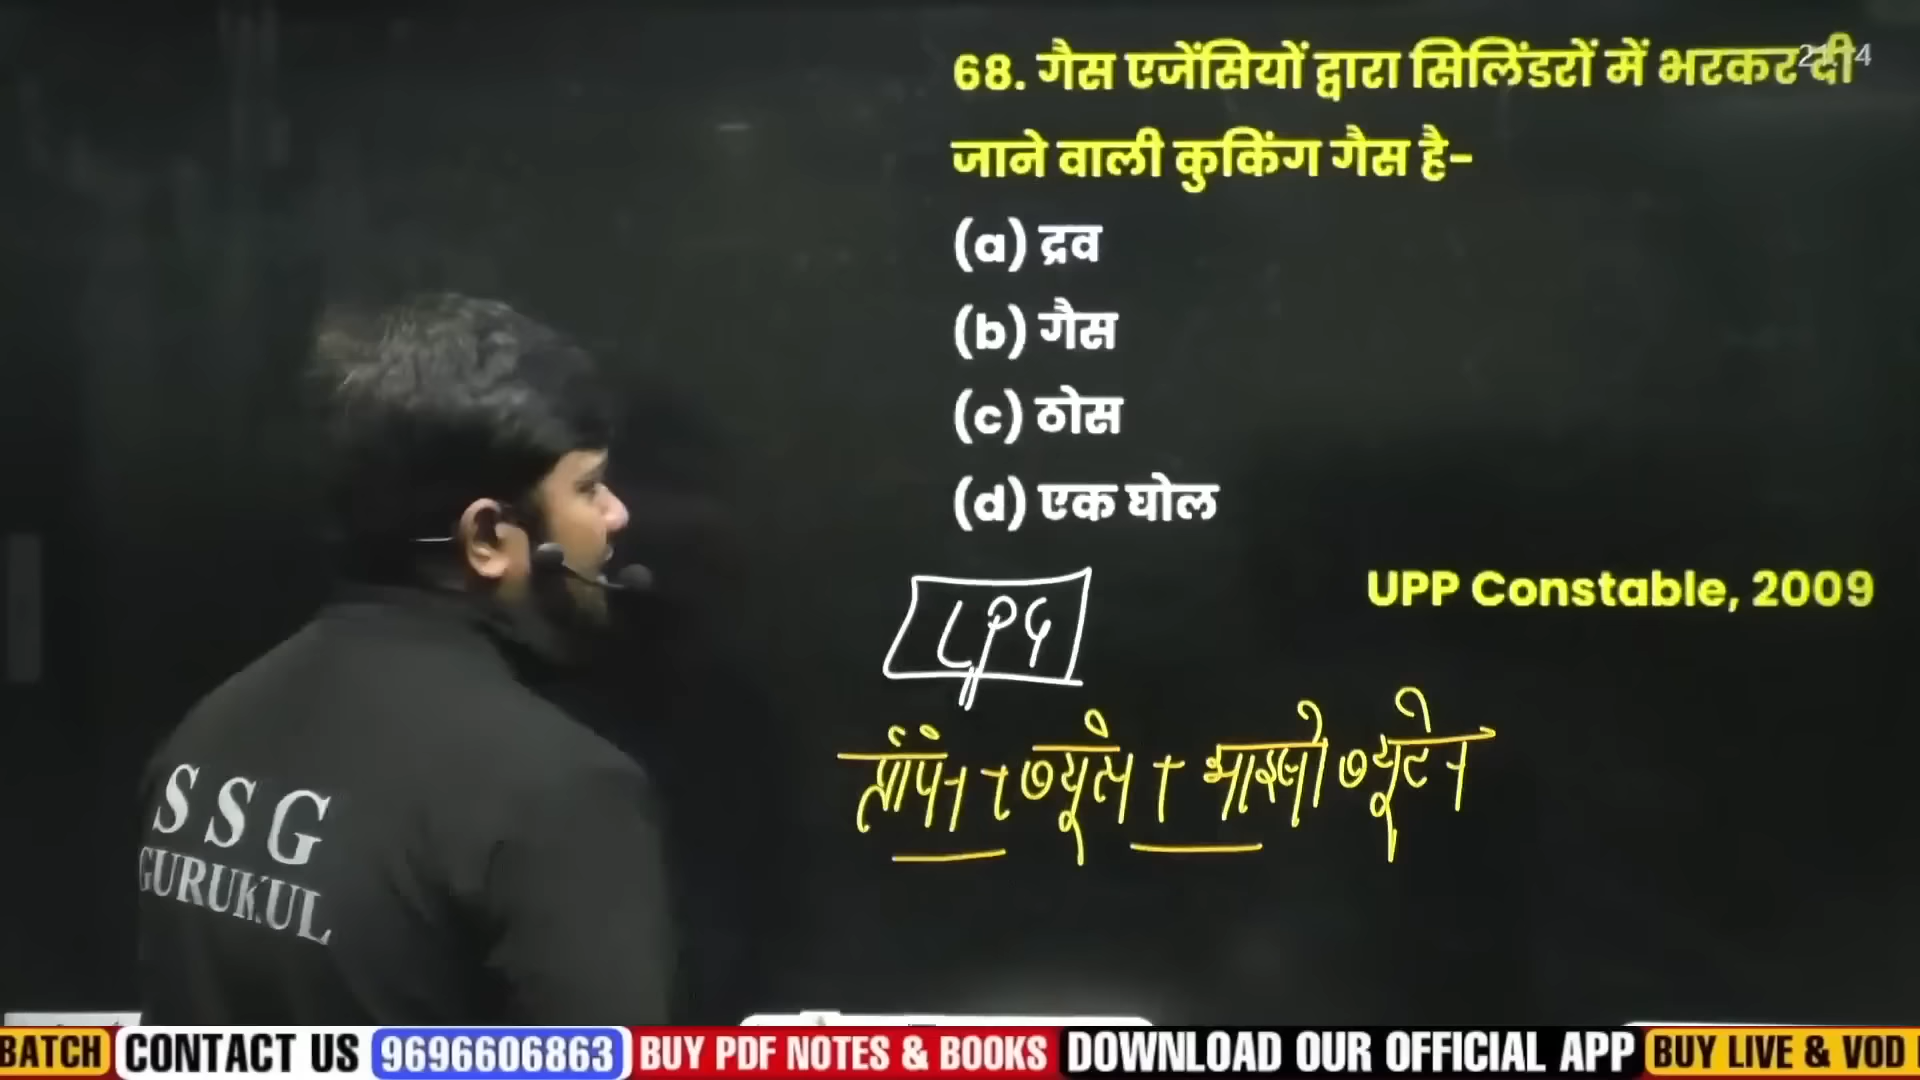 68. गैस एजेंसियों द्वारा सिलिंडरों में भरकर दी
जाने वाली कुकिंग गैस है-
(a) द्रव
(b) गैस
(c) ठोस
(d) एक घोल
UPP Constable, 2009
LPG
+ + आइसो
SSG
GURUKUL
BATCH CONTACT US 9696606863 BUY PDF NOTES & BOOKS DOWNLOAD OUR OFFICIAL APP BUY LIVE & VOD